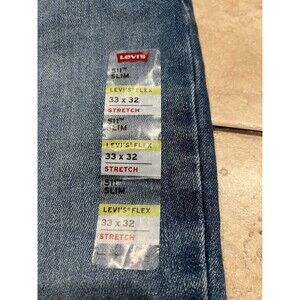 Levi's
511™
SLIM
LEVI'S® FLEX
33 x 32
STRETCH
511™
SLIM
LEVI'S® FLEX
33 x 32
STRETCH
511™
SLIM
LEVI'S® FLEX
33 x 32
STRETCH